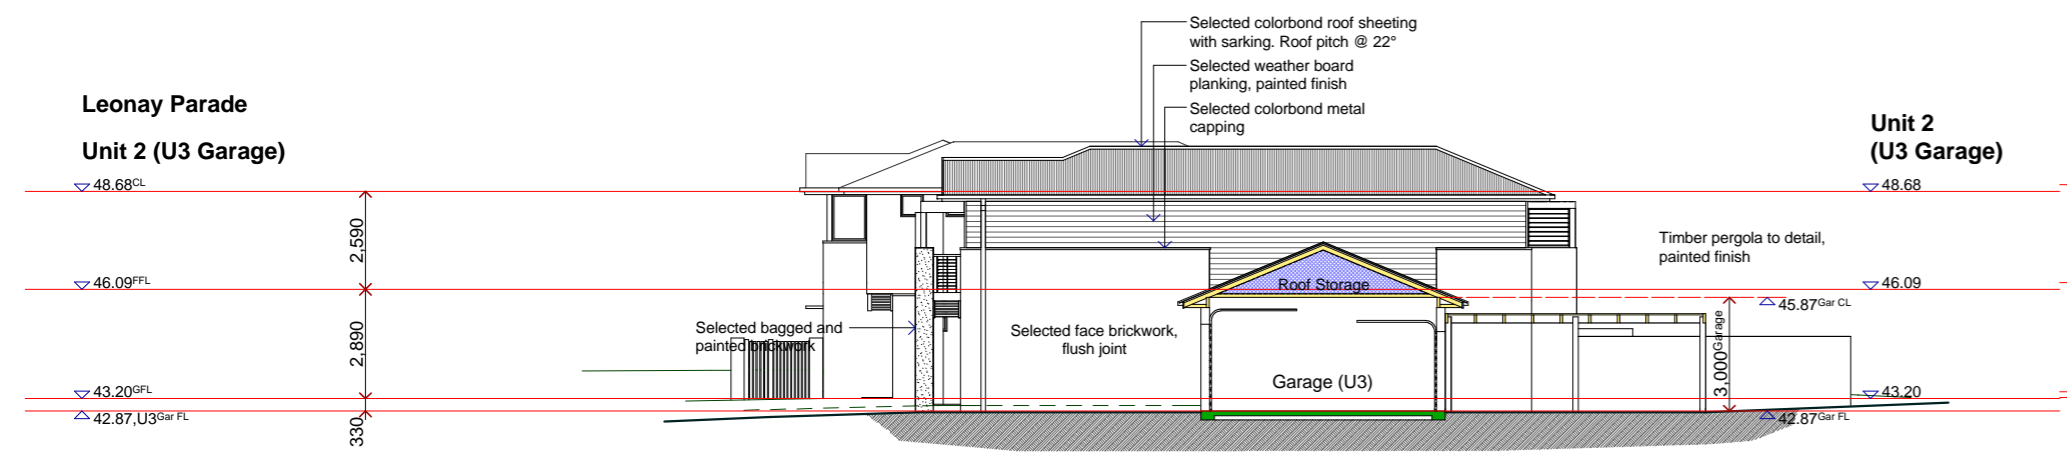 Selected colorbond roof sheeting
with sarking. Roof pitch @ 22°
Selected weather board
planking, painted finish
Selected colorbond metal
capping
Leonay Parade
Unit 2 (U3 Garage)
Unit 2
(U3 Garage)
48.68CL
48.68
2,590
Timber pergola to detail,
painted finish
46.09FFL
Roof Storage
46.09
45.87Gar CL
Selected bagged and
painted brickwork
Selected face brickwork,
flush joint
2,890
3,000Garage
Garage (U3)
43.20GFL
43.20
42.87,U3Gar FL
42.87Gar FL
330